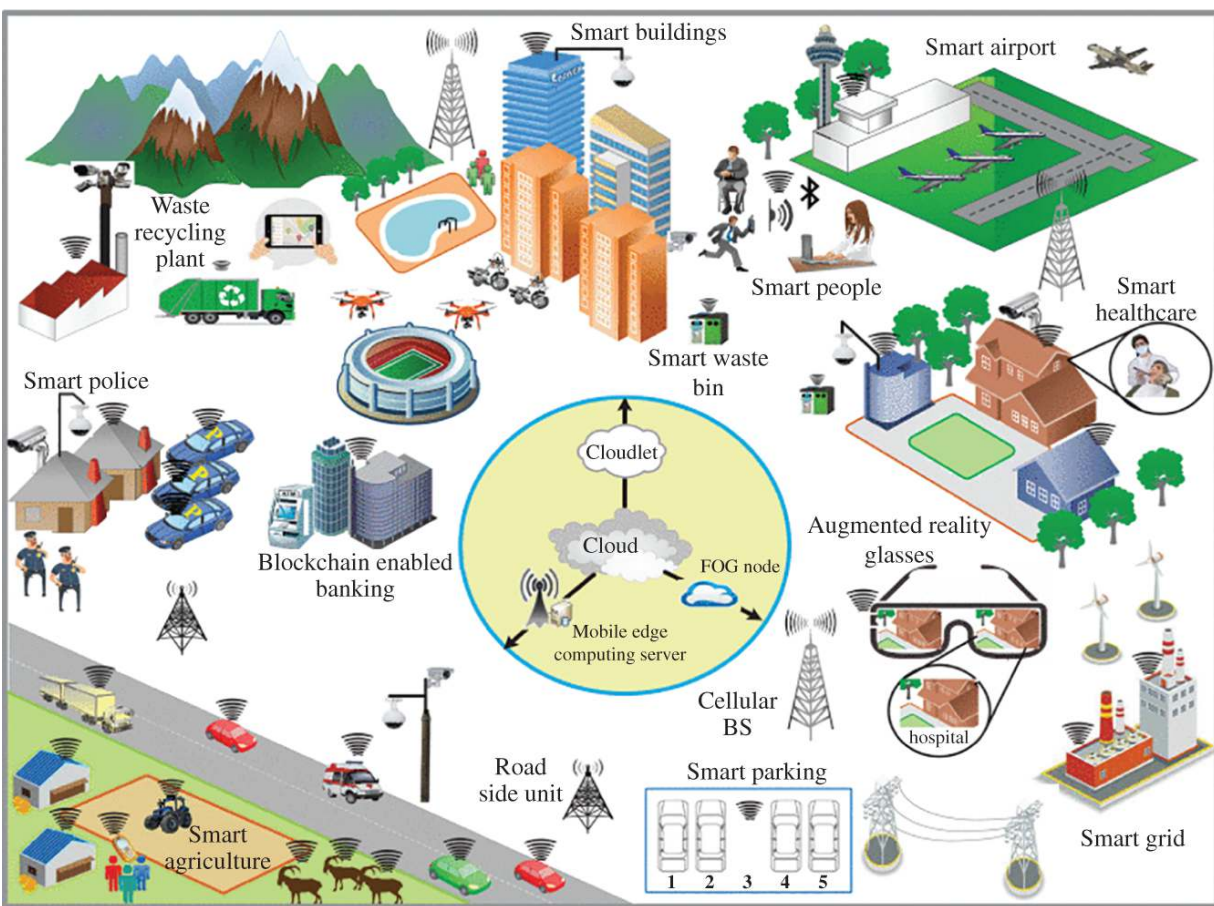 Smart buildings
Smart airport
Waste
recycling
plant
Smart people
Smart
healthcare
Smart waste
bin
Smart police
P
P
P
ATM
Blockchain enabled
banking
Cloudlet
Cloud
FOG node
Mobile edge
computing server
Augmented reality
glasses
hospital
Cellular
BS
Road
side unit
Smart parking
1 2 3 4 5
Smart grid
Smart
agriculture